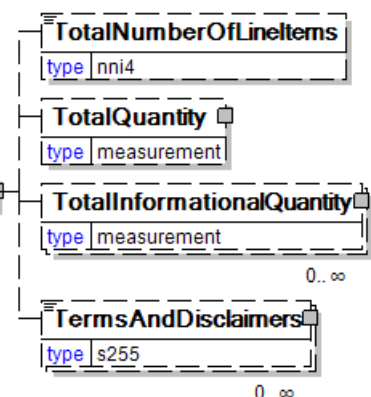 TotalNumberOfLineItems
type nni4
TotalQuantity
type measurement
TotalInformationalQuantity
type measurement
0.. ∞
TermsAndDisclaimers
type s255
0.. ∞